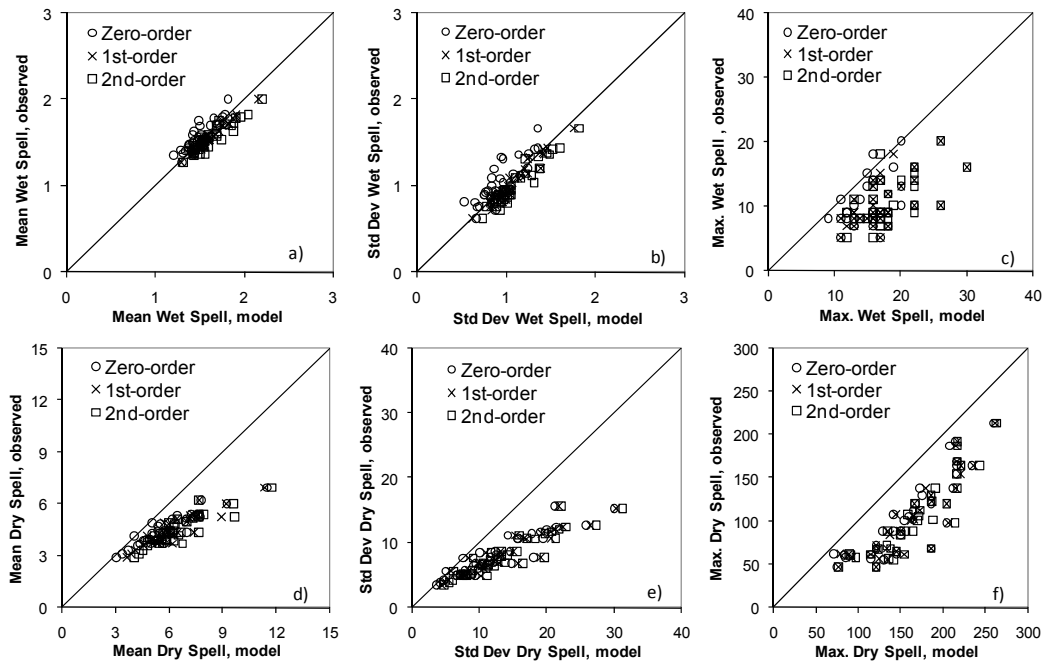 3
2
1
0
Mean Wet Spell, observed
Zero-order
1st-order
2nd-order
a)
0
1
2
3
Mean Wet Spell, model
3
2
1
0
Std Dev Wet Spell, observed
Zero-order
1st-order
2nd-order
b)
0
1
2
3
Std Dev Wet Spell, model
40
30
20
10
0
Max. Wet Spell , observed
Zero-order
1st-order
2nd-order
c)
0
10
20
30
40
Max. Wet Spell, model
15
12
9
6
3
0
Mean Dry Spell, observed
Zero-order
1st-order
2nd-order
d)
0
3
6
9
12
15
Mean Dry Spell, model
40
30
20
10
0
Std Dev Dry Spell, observed
Zero-order
1st-order
2nd-order
e)
0
10
20
30
40
Std Dev Dry Spell, model
300
250
200
150
100
50
0
Max. Dry Spell, observed
Zero-order
1st-order
2nd-order
f)
0
50
100
150
200
250
300
Max. Dry Spell, model